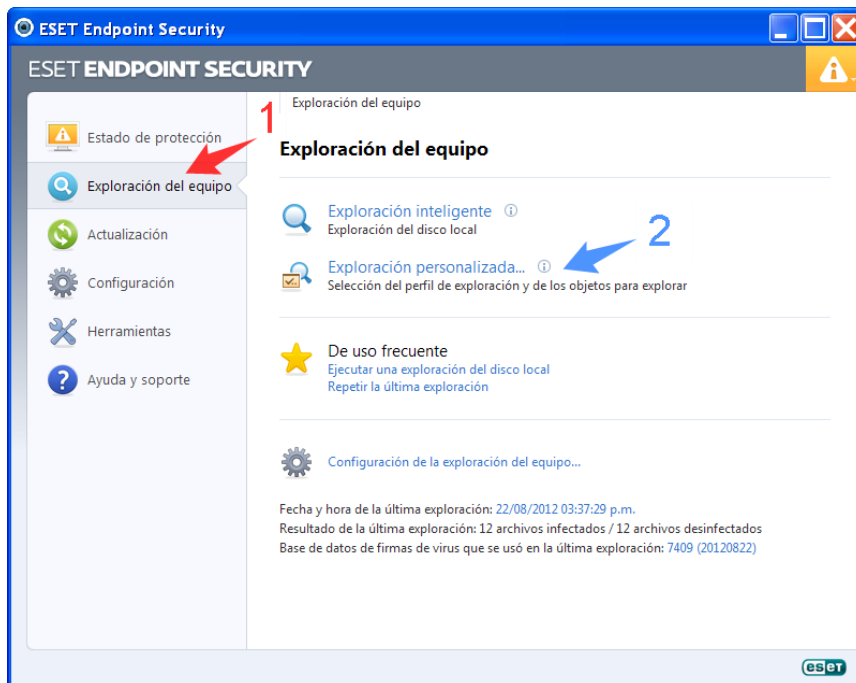 ESET Endpoint Security
ESET ENDPOINT SECURITY
Estado de protección
Exploración del equipo
Actualización
Configuración
Herramientas
Ayuda y soporte
1
Exploración del equipo
Exploración del equipo
Exploración inteligente
Exploración del disco local
2
Exploración personalizada...
Selección del perfil de exploración y de los objetos para explorar
De uso frecuente
Ejecutar una exploración del disco local
Repetir la última exploración
Configuración de la exploración del equipo...
Fecha y hora de la última exploración: 22/08/2012 03:37:29 p.m.
Resultado de la última exploración: 12 archivos infectados / 12 archivos desinfectados
Base de datos de firmas de virus que se usó en la última exploración: 7409 (20120822)
eseT